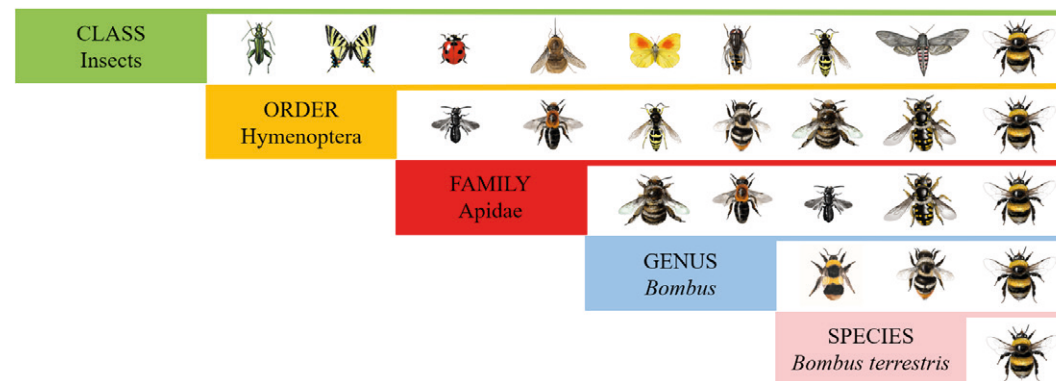 CLASS
Insects
ORDER
Hymenoptera
FAMILY
Apidae
GENUS
Bombus
SPECIES
Bombus terrestris